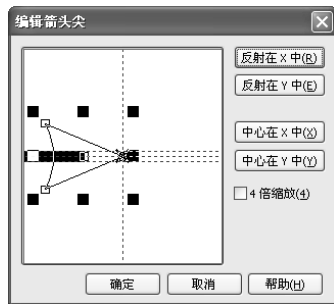 编辑箭头尖
反射在 X 中(R)
反射在 Y 中(E)
中心在 X 中(X)
中心在 Y 中(Y)
4 倍缩放(4)
确定
取消
帮助(H)